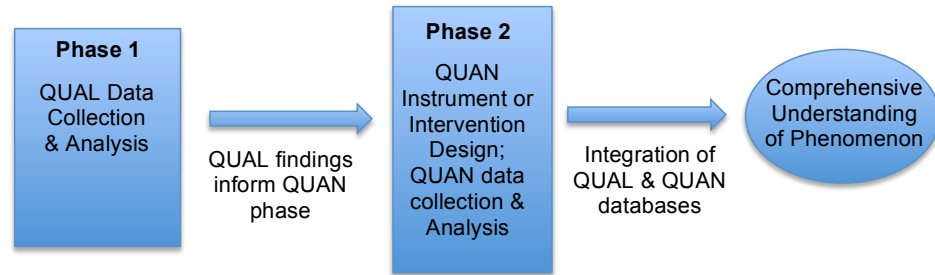 Phase 1
QUAL Data
Collection
& Analysis
QUAL findings
inform QUAN
phase
Phase 2
QUAN
Instrument or
Intervention
Design;
QUAN data
collection &
Analysis
Integration of
QUAL & QUAN
databases
Comprehensive
Understanding
of Phenomenon